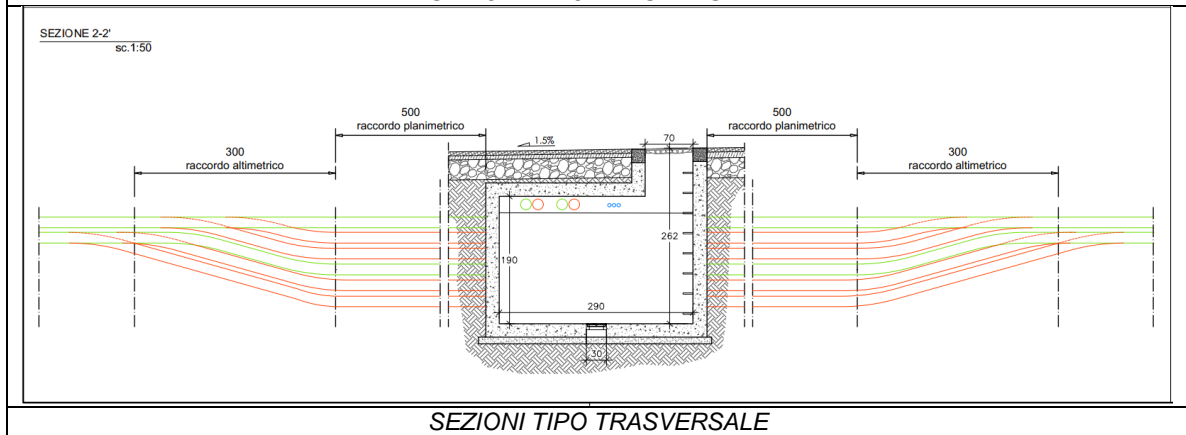 SEZIONE 2-2'
sc.1:50
500
raccordo planimetrico
300
raccordo altimetrico
1.5%
70
500
raccordo planimetrico
300
raccordo altimetrico
190
262
290
30
SEZIONI TIPO TRASVERSALE